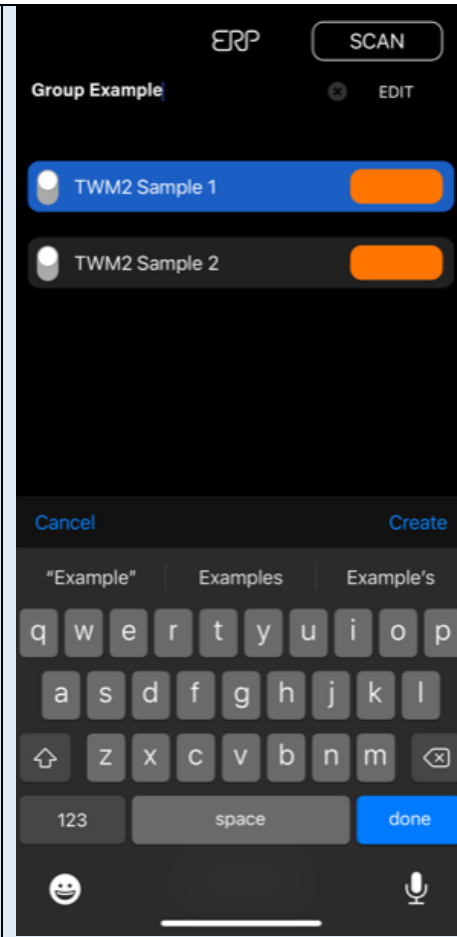 ERP SCAN
Group Example EDIT
TWM2 Sample 1
TWM2 Sample 2
Cancel Create
“Example” Examples Example's
q w e r t y u i o p
a s d f g h j k l
z x c v b n m
123 space done